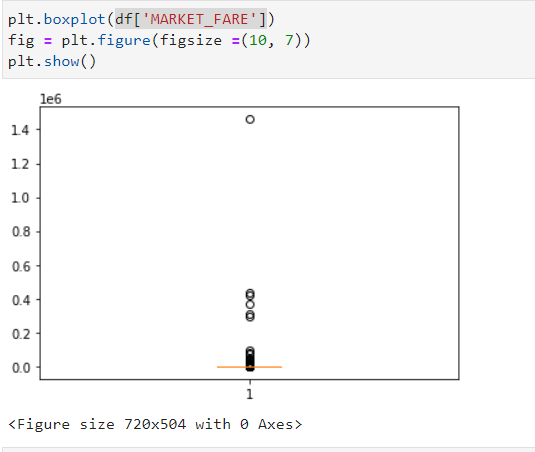 plt.boxplot(df['MARKET_FARE'])
fig = plt.figure(figsize =(10, 7))
plt.show()
1e6
1.4
1.2
1.0
0.8
0.6
0.4
0.2
0.0
1
<Figure size 720x504 with 0 Axes>